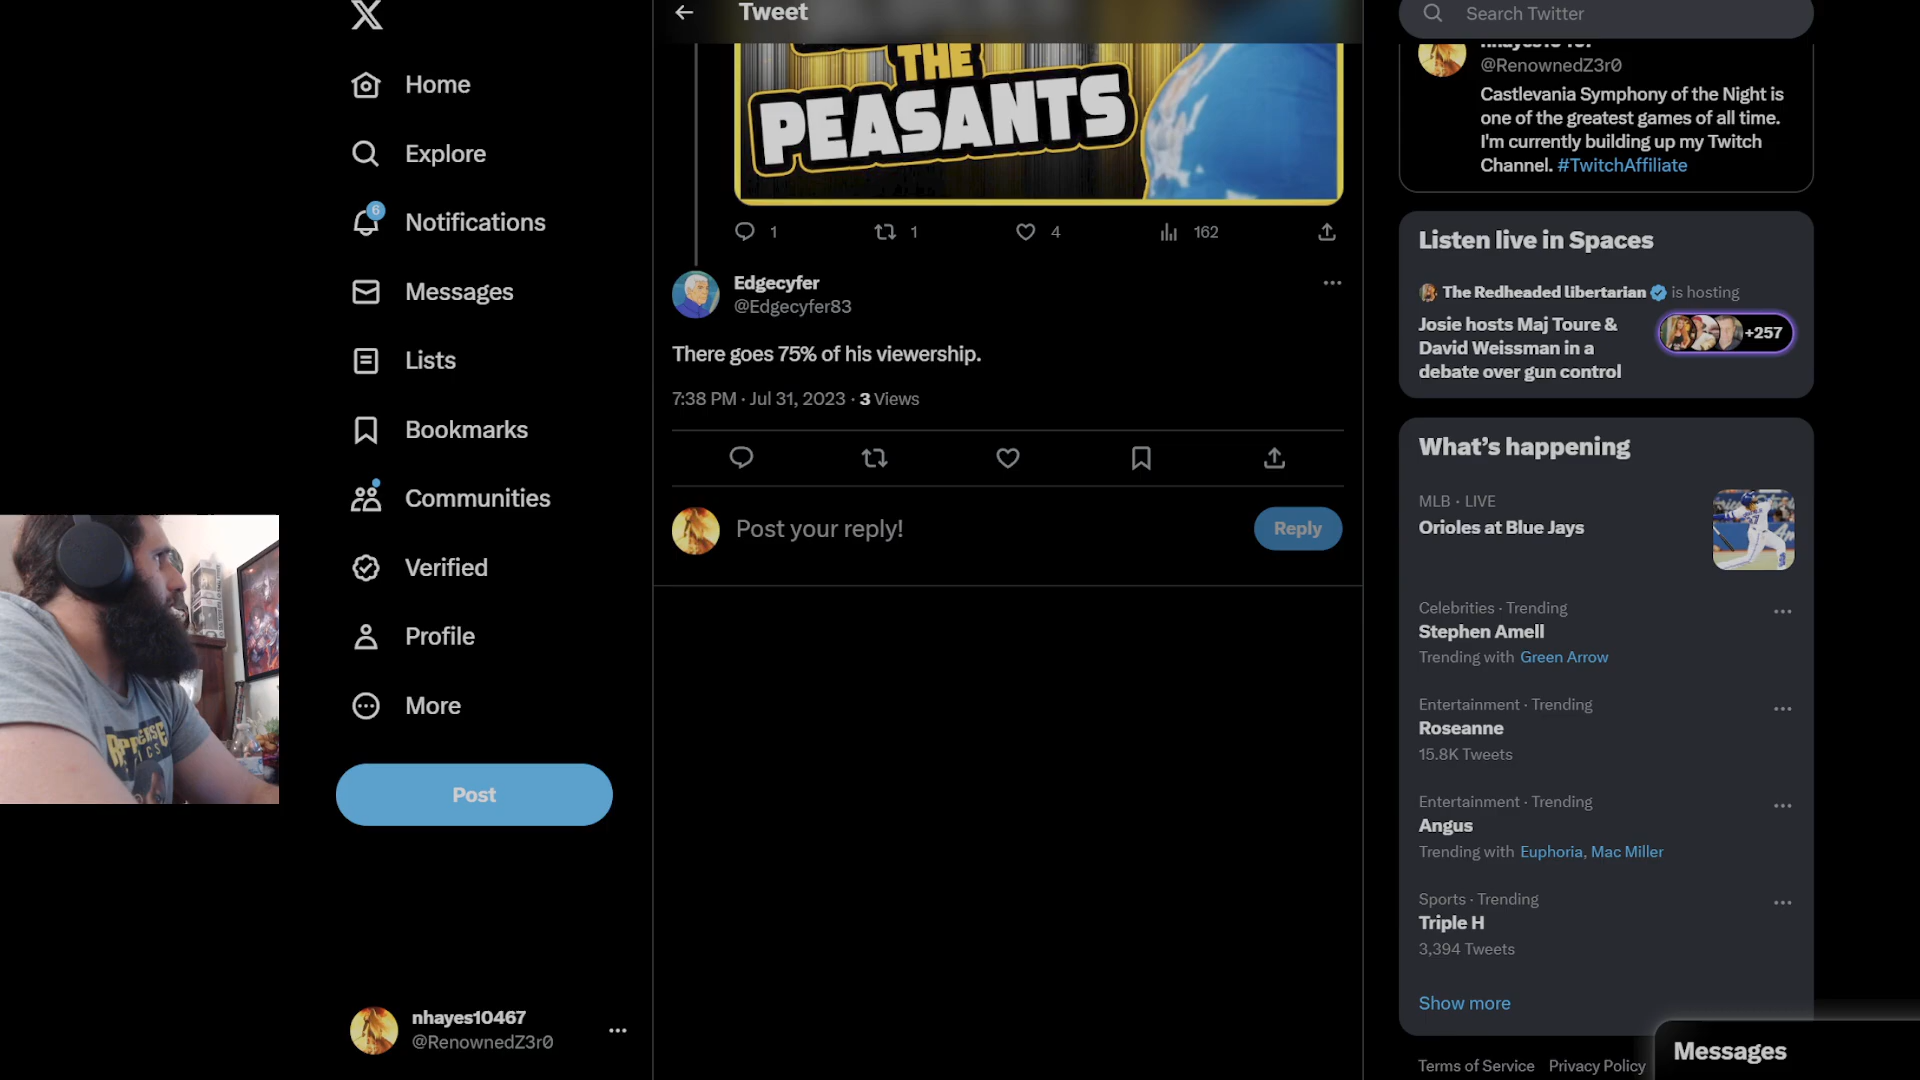 Home
Explore
6
Notifications
Messages
Lists
Bookmarks
Communities
Verified
Profile
More
Post
nhayes10467
@RenownedZ3r0
Tweet
THE
PEASANTS
1
1
4
162
Edgecyfer
@Edgecyfer83
There goes 75% of his viewership.
7:38 PM · Jul 31, 2023 · 3 Views
Post your reply!
Reply
Search Twitter
@RenownedZ3r0
Castlevania Symphony of the Night is
one of the greatest games of all time.
I'm currently building up my Twitch
Channel. #TwitchAffiliate
Listen live in Spaces
The Redheaded libertarian is hosting
Josie hosts Maj Toure &
David Weissman in a
debate over gun control
+257
What's happening
MLB · LIVE
Orioles at Blue Jays
Celebrities · Trending
Stephen Amell
Trending with Green Arrow
Entertainment · Trending
Roseanne
15.8K Tweets
Entertainment · Trending
Angus
Trending with Euphoria, Mac Miller
Sports · Trending
Triple H
3,394 Tweets
Show more
Terms of Service Privacy Policy
Messages